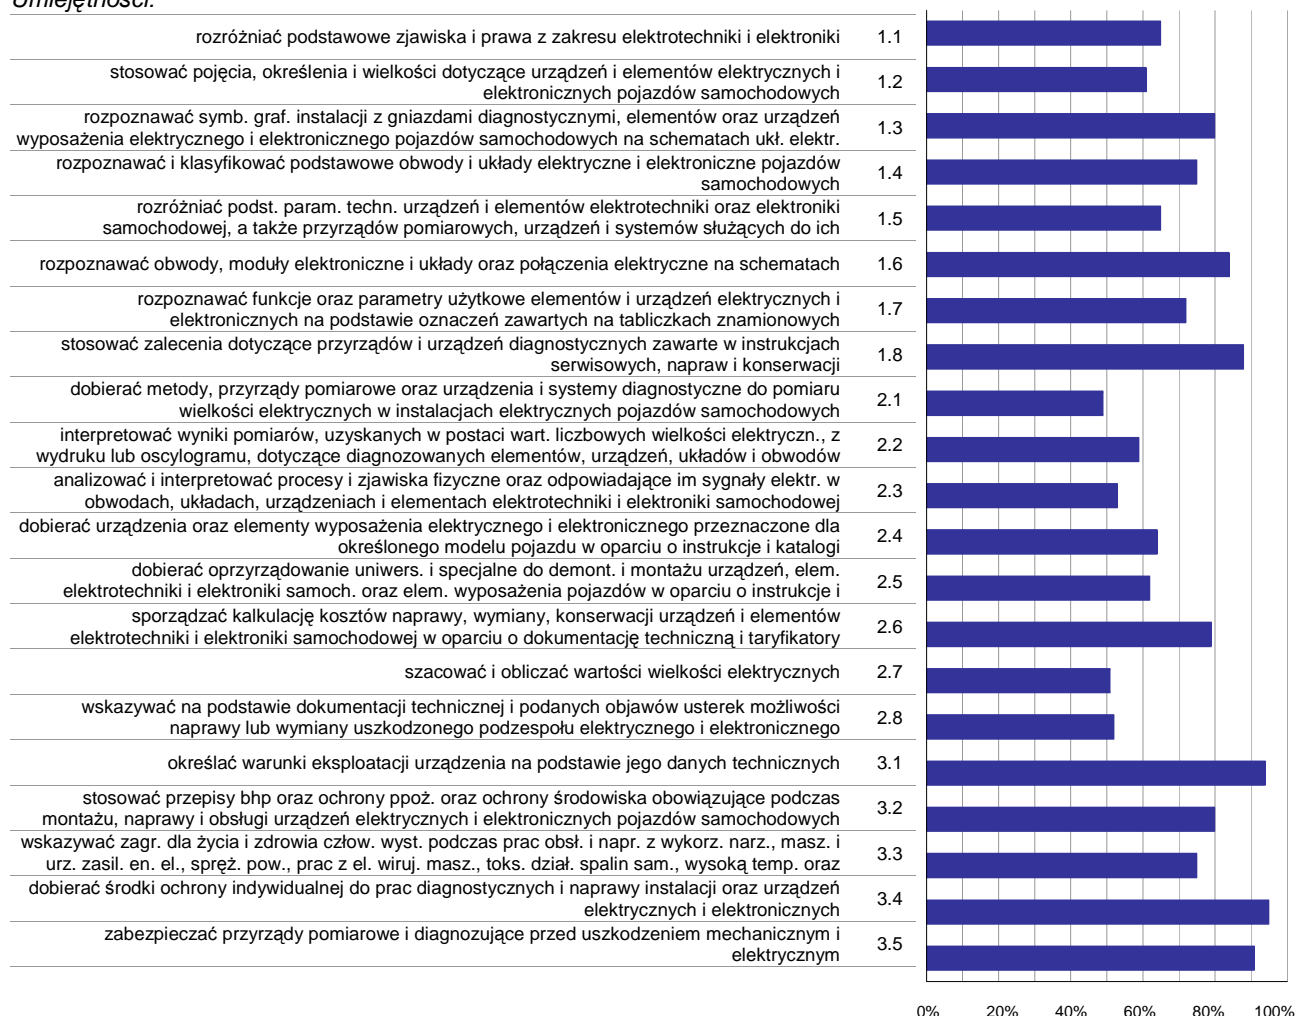 Umiejętności:
rozróżniać podstawowe zjawiska i prawa z zakresu elektrotechniki i elektroniki 1.1
stosować pojęcia, określenia i wielkości dotyczące urządzeń i elementów elektrycznych i
elektronicznych pojazdów samochodowych 1.2
rozpoznawać symb. graf. instalacji z gniazdami diagnostycznymi, elementów oraz urządzeń
wyposażenia elektrycznego i elektronicznego pojazdów samochodowych na schematach ukł. elektr. 1.3
rozpoznawać i klasyfikować podstawowe obwody i układy elektryczne i elektroniczne pojazdów
samochodowych 1.4
rozróżniać podst. param. techn. urządzeń i elementów elektrotechniki oraz elektroniki
samochodowej, a także przyrządów pomiarowych, urządzeń i systemów służących do ich 1.5
rozpoznawać obwody, moduły elektroniczne i układy oraz połączenia elektryczne na schematach 1.6
rozpoznawać funkcje oraz parametry użytkowe elementów i urządzeń elektrycznych i
elektronicznych na podstawie oznaczeń zawartych na tabliczkach znamionowych 1.7
stosować zalecenia dotyczące przyrządów i urządzeń diagnostycznych zawarte w instrukcjach
serwisowych, napraw i konserwacji 1.8
dobierać metody, przyrządy pomiarowe oraz urządzenia i systemy diagnostyczne do pomiaru
wielkości elektrycznych w instalacjach elektrycznych pojazdów samochodowych 2.1
interpretować wyniki pomiarów, uzyskanych w postaci wart. liczbowych wielkości elektryczn., z
wydruku lub oscylogramu, dotyczące diagnozowanych elementów, urządzeń, układów i obwodów 2.2
analizować i interpretować procesy i zjawiska fizyczne oraz odpowiadające im sygnały elektr. w
obwodach, układach, urządzeniach i elementach elektrotechniki i elektroniki samochodowej 2.3
dobierać urządzenia oraz elementy wyposażenia elektrycznego i elektronicznego przeznaczone dla
określonego modelu pojazdu w oparciu o instrukcje i katalogi 2.4
dobierać oprzyrządowanie uniwers. i specjalne do demont. i montażu urządzeń, elem.
elektrotechniki i elektroniki samoch. oraz elem. wyposażenia pojazdów w oparciu o instrukcje i 2.5
sporządzać kalkulację kosztów naprawy, wymiany, konserwacji urządzeń i elementów
elektrotechniki i elektroniki samochodowej w oparciu o dokumentację techniczną i taryfikatory 2.6
szacować i obliczać wartości wielkości elektrycznych 2.7
wskazywać na podstawie dokumentacji technicznej i podanych objawów usterek możliwości
naprawy lub wymiany uszkodzonego podzespołu elektrycznego i elektronicznego 2.8
określać warunki eksploatacji urządzenia na podstawie jego danych technicznych 3.1
stosować przepisy bhp oraz ochrony ppoż. oraz ochrony środowiska obowiązujące podczas
montażu, naprawy i obsługi urządzeń elektrycznych i elektronicznych pojazdów samochodowych 3.2
wskazywać zagr. dla życia i zdrowia człow. wyst. podczas prac obsł. i napr. z wykorz. narz., masz. i
urz. zasil. en. el., spręż. pow., prac z el. wiruj. masz., toks. dział. spalin sam., wysoką temp. oraz 3.3
dobierać środki ochrony indywidualnej do prac diagnostycznych i naprawy instalacji oraz urządzeń
elektrycznych i elektronicznych 3.4
zabezpieczać przyrządy pomiarowe i diagnozujące przed uszkodzeniem mechanicznym i
elektrycznym 3.5
0% 20% 40% 60% 80% 100%